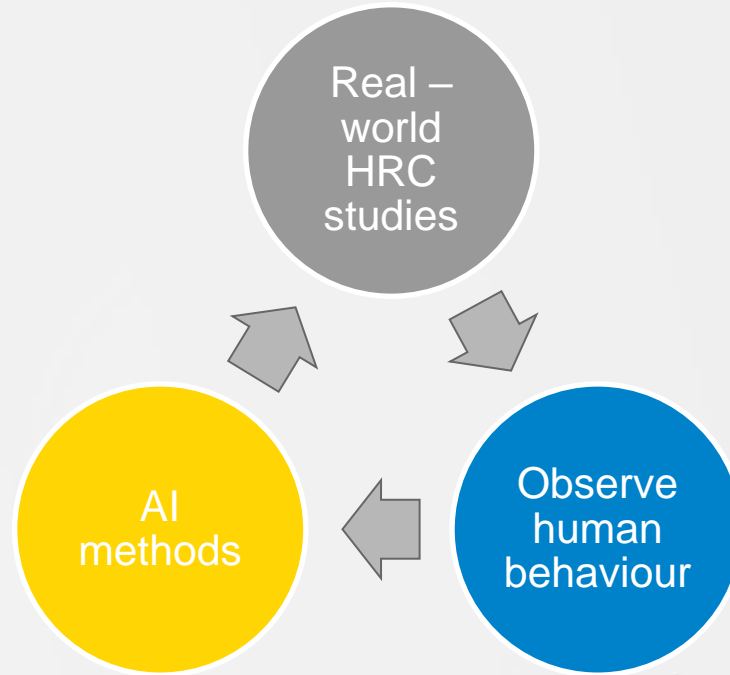 Real –
world
HRC
studies
Observe
human
behaviour
AI
methods